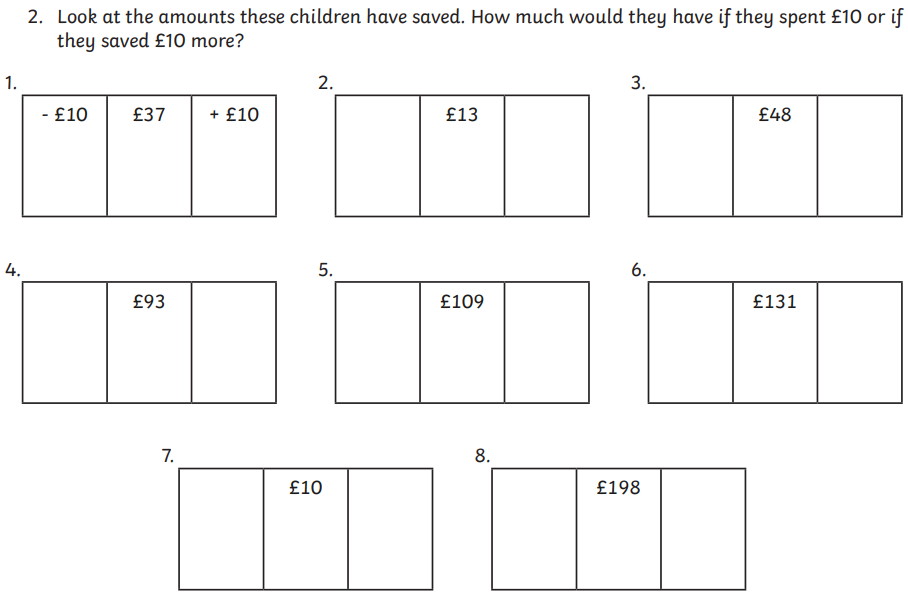 2. Look at the amounts these children have saved. How much would they have if they spent £10 or if
they saved £10 more?
1. 2. 3.
- £10 £37 + £10 £13 £48
4. 5. 6.
£93 £109 £131
7. 8.
£10 £198